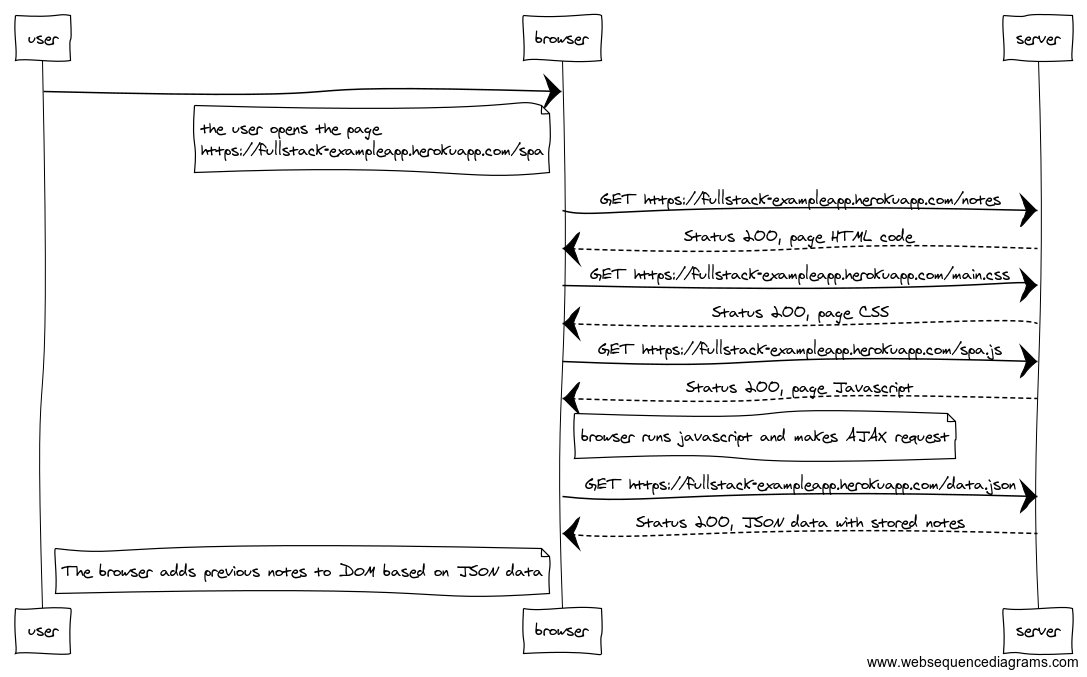 user
browser
server
the user opens the page
https://fullstack-exampleapp.herokuapp.com/spa
GET https://fullstack-exampleapp.herokuapp.com/notes
Status 200, page HTML code
GET https://fullstack-exampleapp.herokuapp.com/main.css
Status 200, page CSS
GET https://fullstack-exampleapp.herokuapp.com/spa.js
Status 200, page Javascript
browser runs javascript and makes AJAX request
GET https://fullstack-exampleapp.herokuapp.com/data.json
Status 200, JSON data with stored notes
The browser adds previous notes to DOM based on JSON data
user
browser
server
www.websequencediagrams.com